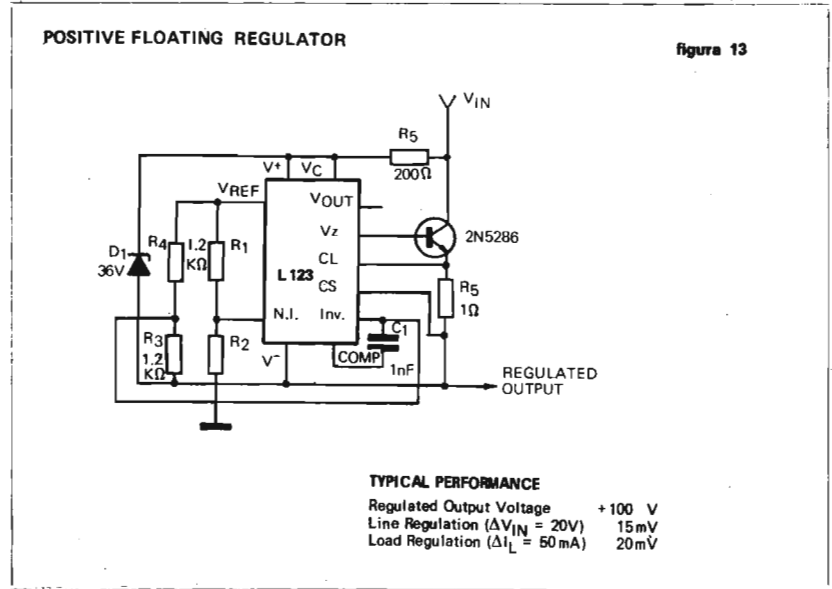 POSITIVE FLOATING REGULATOR
figura 13
VIN
R5
200Ω
V+ VC
VREF
VOUT
Vz
2N5286
R4 1.2 KΩ R1
D1
36V
CL
L123
CS
R5
1Ω
N.I. Inv.
C1
R3
1.2
KΩ
R2
V-
COMP
1nF
REGULATED
OUTPUT
TYPICAL PERFORMANCE
Regulated Output Voltage +100 V
Line Regulation (ΔVIN = 20V) 15mV
Load Regulation (ΔIL = 50mA) 20mV